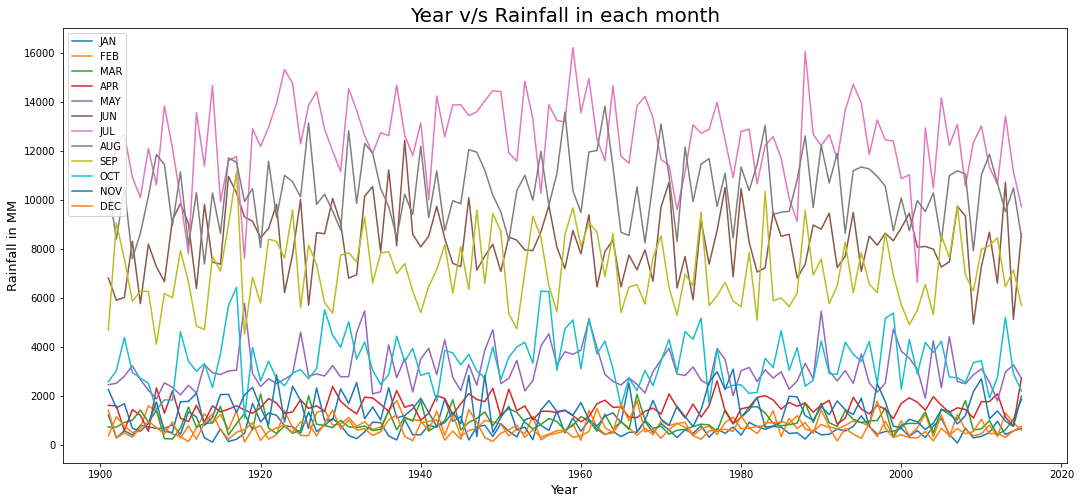 Year v/s Rainfall in each month
JAN
FEB
MAR
APR
MAY
JUN
JUL
AUG
SEP
OCT
NOV
DEC
16000
14000
12000
10000
8000
6000
4000
2000
0
Rainfall in MM
1900
1920
1940
1960
1980
2000
2020
Year